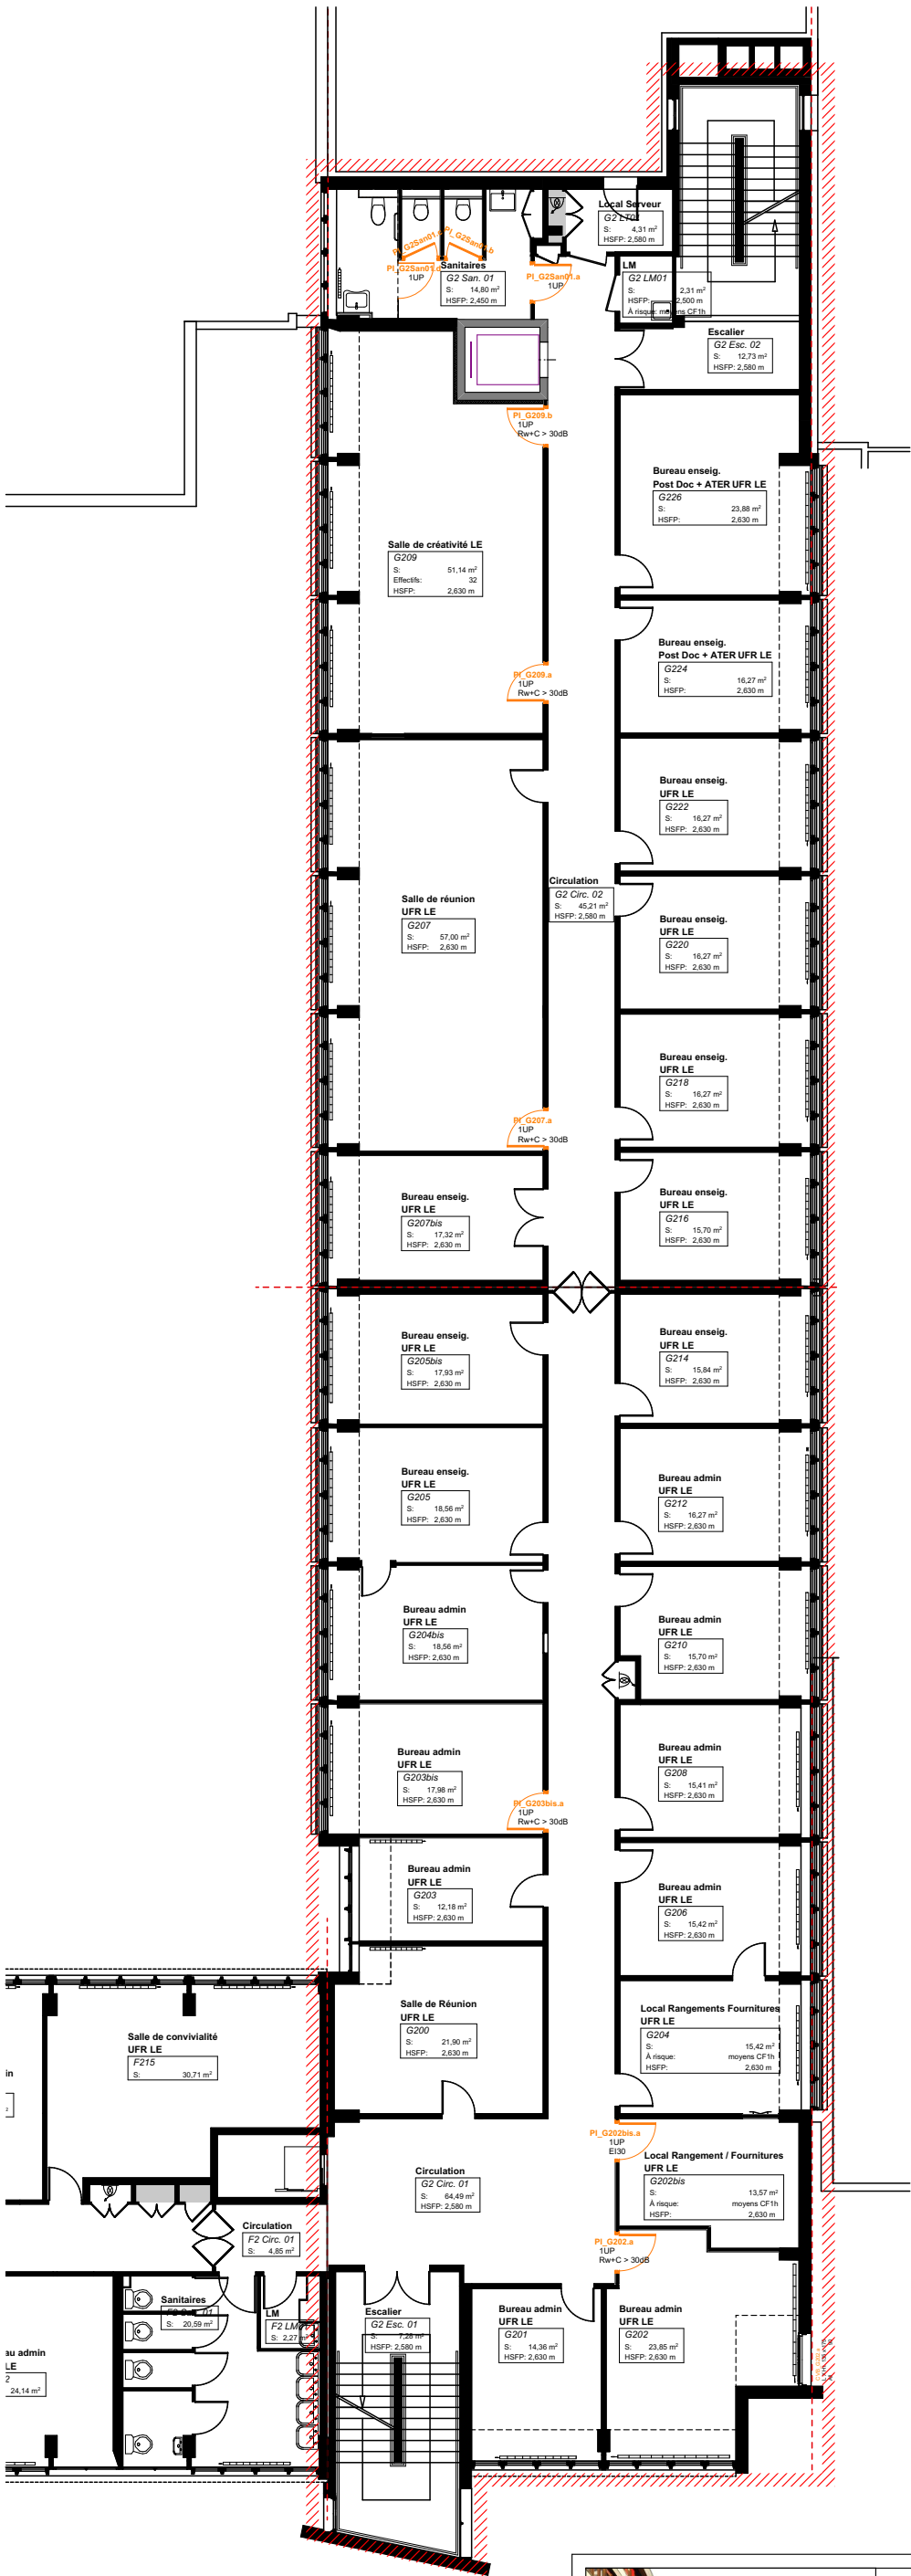 Local Serveur
G2 LT01
S: 4,31 m²
HSFP: 2,580 m
PI_G2San01.b
PI_G2San01.d
1UP
Sanitaires
G2 San. 01
S: 14,80 m²
HSFP: 2,450 m
PI_G2San01.a
1UP
LM
G2 LM01
S: 2,31 m²
HSFP: 2,500 m
À risque: moyens CF1h
Escalier
G2 Esc. 02
S: 12,73 m²
HSFP: 2,580 m
PI_G209.b
1UP
Rw+C > 30dB
Bureau enseig.
Post Doc + ATER UFR LE
G226
S: 23,88 m²
HSFP: 2,630 m
Salle de créativité LE
G209
S: 51,14 m²
Effectifs: 32
HSFP: 2,630 m
Bureau enseig.
Post Doc + ATER UFR LE
G224
S: 16,27 m²
HSFP: 2,630 m
PI_G209.a
1UP
Rw+C > 30dB
Bureau enseig.
UFR LE
G222
S: 16,27 m²
HSFP: 2,630 m
Circulation
G2 Circ. 02
S: 45,21 m²
HSFP: 2,580 m
Salle de réunion
UFR LE
G207
S: 57,00 m²
HSFP: 2,630 m
Bureau enseig.
UFR LE
G220
S: 16,27 m²
HSFP: 2,630 m
Bureau enseig.
UFR LE
G218
S: 16,27 m²
HSFP: 2,630 m
PI_G207.a
1UP
Rw+C > 30dB
Bureau enseig.
UFR LE
G207bis
S: 17,32 m²
HSFP: 2,630 m
Bureau enseig.
UFR LE
G216
S: 15,70 m²
HSFP: 2,630 m
Bureau enseig.
UFR LE
G205bis
S: 17,93 m²
HSFP: 2,630 m
Bureau enseig.
UFR LE
G214
S: 15,84 m²
HSFP: 2,630 m
Bureau enseig.
UFR LE
G205
S: 18,56 m²
HSFP: 2,630 m
Bureau admin
UFR LE
G212
S: 16,27 m²
HSFP: 2,630 m
Bureau admin
UFR LE
G204bis
S: 18,56 m²
HSFP: 2,630 m
Bureau admin
UFR LE
G210
S: 15,70 m²
HSFP: 2,630 m
Bureau admin
UFR LE
G203bis
S: 17,98 m²
HSFP: 2,630 m
PI_G203bis.a
1UP
Rw+C > 30dB
Bureau admin
UFR LE
G208
S: 15,41 m²
HSFP: 2,630 m
Bureau admin
UFR LE
G203
S: 12,18 m²
HSFP: 2,630 m
Bureau admin
UFR LE
G206
S: 15,42 m²
HSFP: 2,630 m
Salle de Réunion
UFR LE
G200
S: 21,90 m²
HSFP: 2,630 m
Local Rangements Fournitures
UFR LE
G204
S: 15,42 m²
À risque: moyens CF1h
HSFP: 2,630 m
Salle de convivialité
UFR LE
F215
S: 30,71 m²
PI_G202bis.a
1UP
EI30
Local Rangement / Fournitures
UFR LE
G202bis
S: 13,57 m²
À risque: moyens CF1h
HSFP: 2,630 m
Circulation
G2 Circ. 01
S: 64,49 m²
HSFP: 2,580 m
Circulation
F2 Circ. 01
S: 4,85 m²
PI_G202.a
1UP
Rw+C > 30dB
Sanitaires
S: 20,59 m²
LM
F2 LM01
S: 2,27 m²
Escalier
G2 Esc. 01
S: 7,28 m²
HSFP: 2,580 m
Bureau admin
UFR LE
G201
S: 14,36 m²
HSFP: 2,630 m
Bureau admin
UFR LE
G202
S: 23,85 m²
HSFP: 2,630 m
24,14 m²